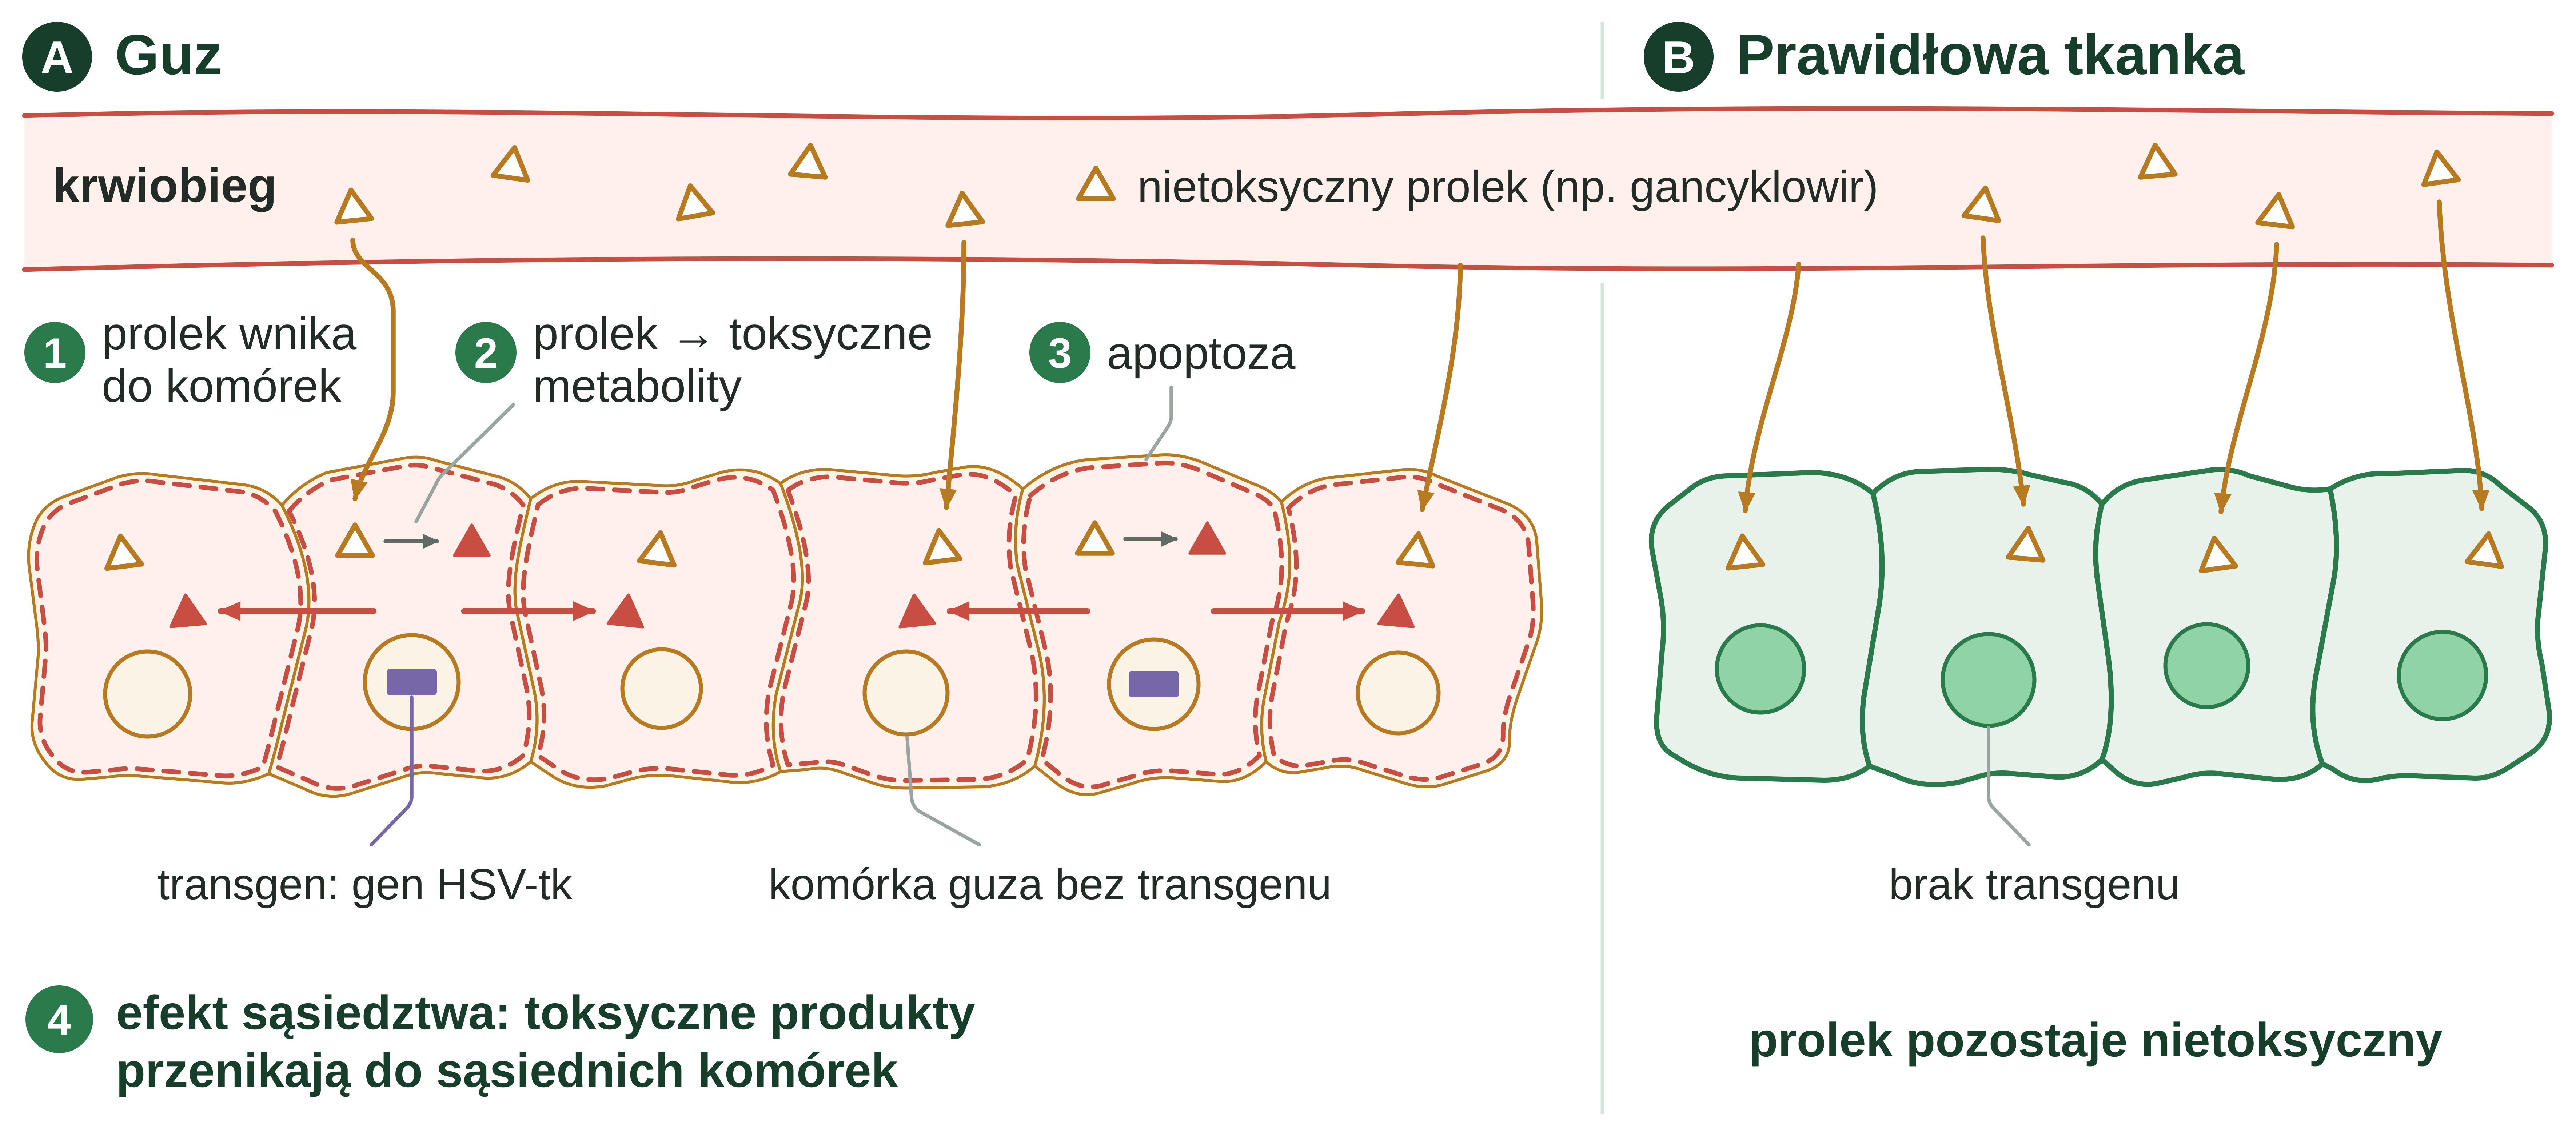 A Guz
B Prawidłowa tkanka
krwiobieg
nietoksyczny prolek (np. gancyklowir)
1 prolek wnika
do komórek
2 prolek → toksyczne
metabolity
3 apoptoza
transgen: gen HSV-tk
komórka guza bez transgenu
brak transgenu
4 efekt sąsiedztwa: toksyczne produkty
przenikają do sąsiednich komórek
prolek pozostaje nietoksyczny